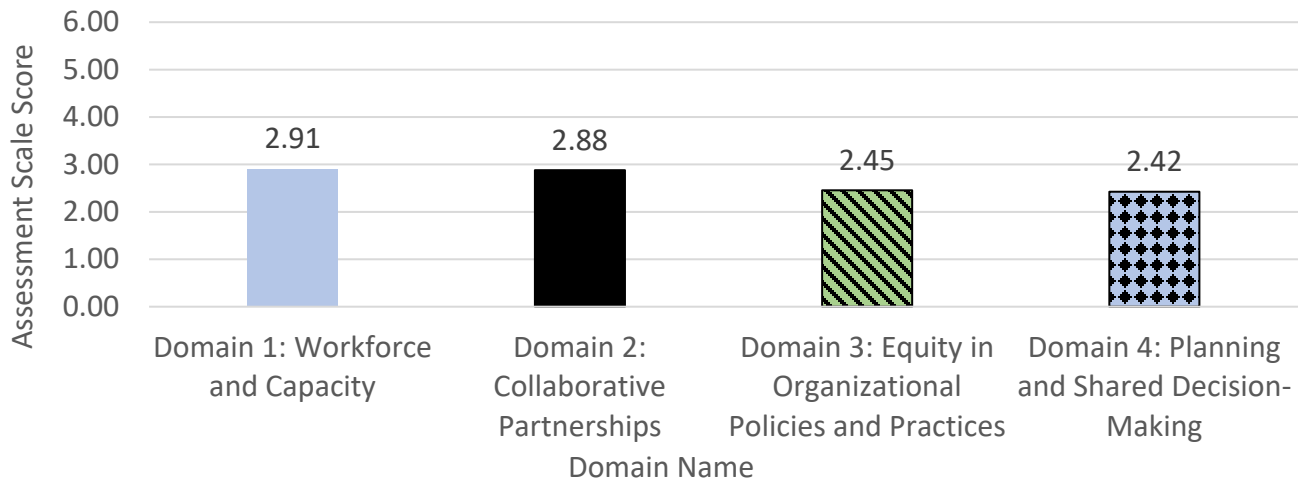 Assessment Scale Score
6.00
5.00
4.00
3.00
2.00
1.00
0.00
2.91
2.88
2.45
2.42
Domain 1: Workforce
and Capacity
Domain 2:
Collaborative
Partnerships
Domain 3: Equity in
Organizational
Policies and Practices
Domain 4: Planning
and Shared Decision-
Making
Domain Name